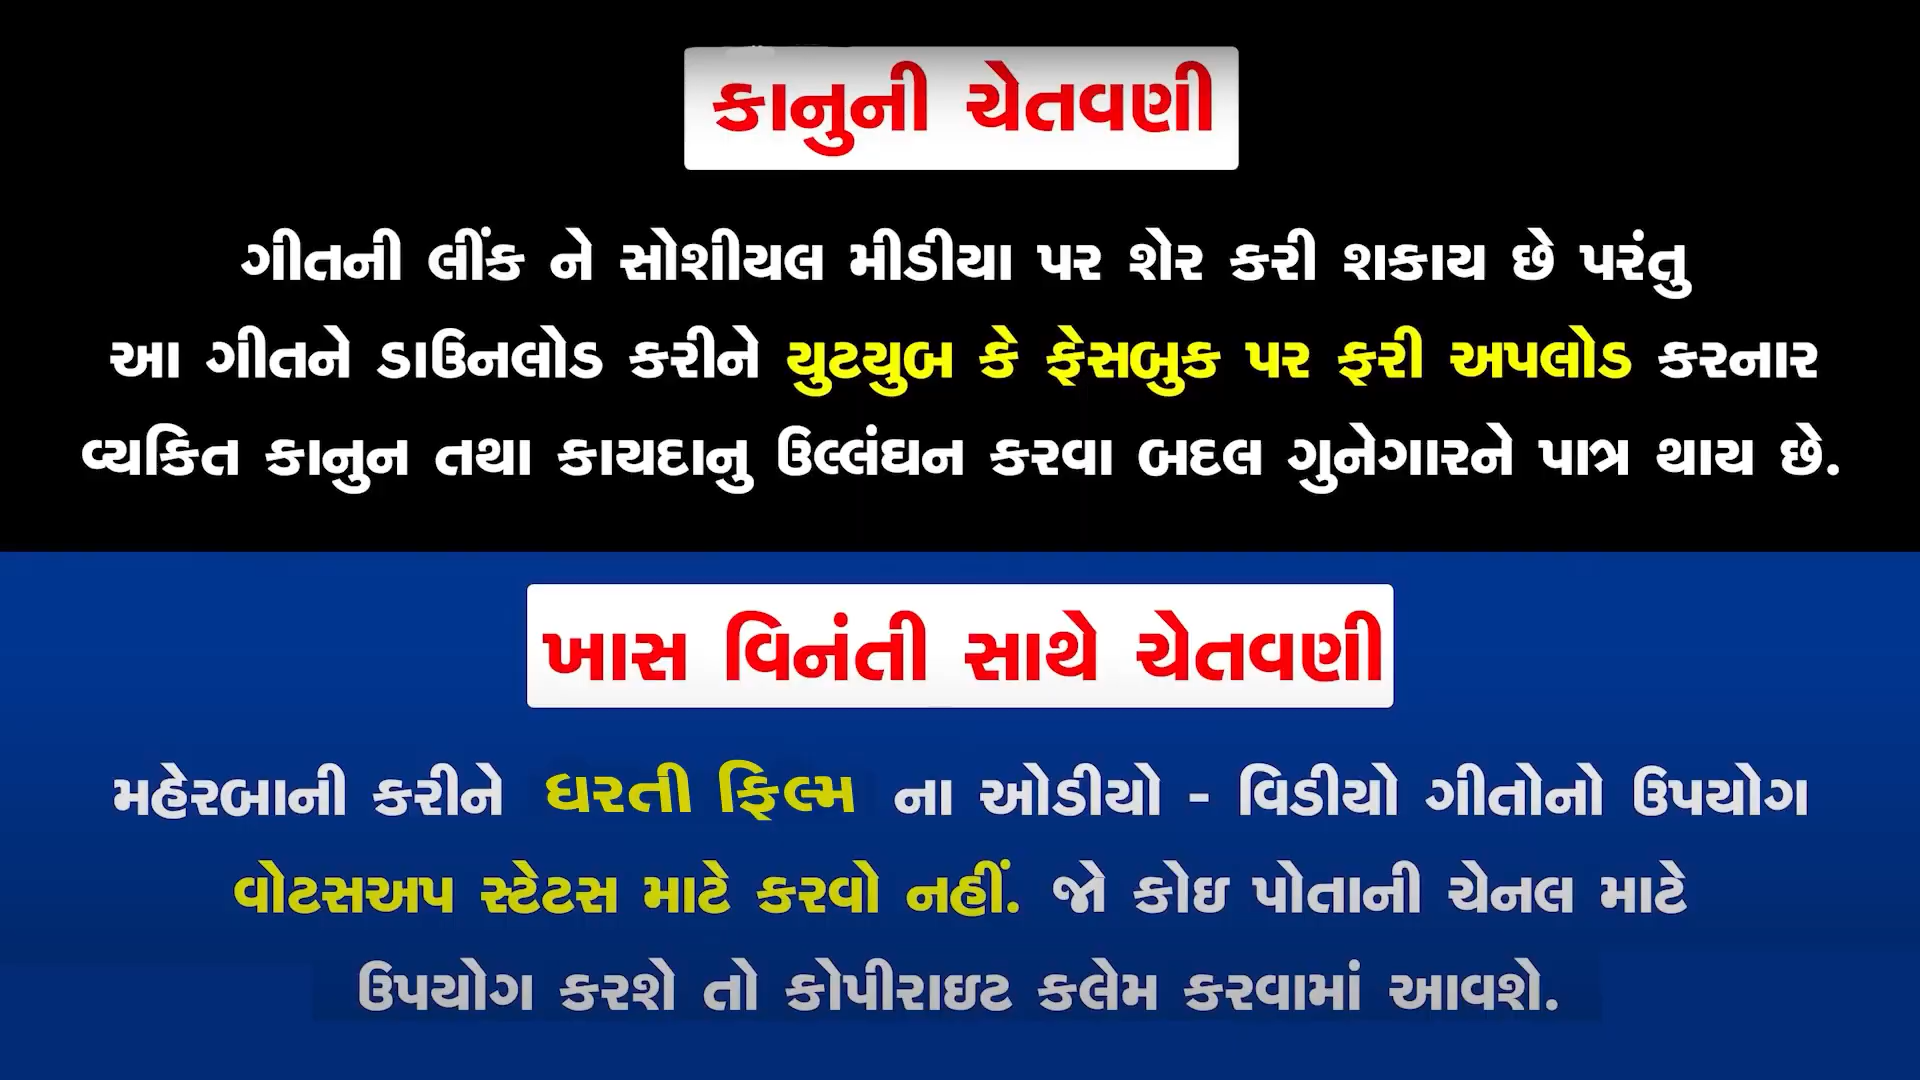 કાનુની ચેતવણી
ગીતની લીંક ને સોશીયલ મીડીયા પર શેર કરી શકાય છે પરંતુ
આ ગીતને ડાઉનલોડ કરીને યુટયુબ કે ફેસબુક પર ફરી અપલોડ કરનાર
વ્યકિત કાનુન તથા કાયદાનુ ઉલ્લંઘન કરવા બદલ ગુનેગારને પાત્ર થાય છે.
ખાસ વિનંતી સાથે ચેતવણી
મહેરબાની કરીને ધરતી ફિલ્મ ના ઓડીયો - વિડીયો ગીતોનો ઉપયોગ
વોટસઅપ સ્ટેટસ માટે કરવો નહીં. જો કોઇ પોતાની ચેનલ માટે
ઉપયોગ કરશે તો કોપીરાઇટ કલેમ કરવામાં આવશે.